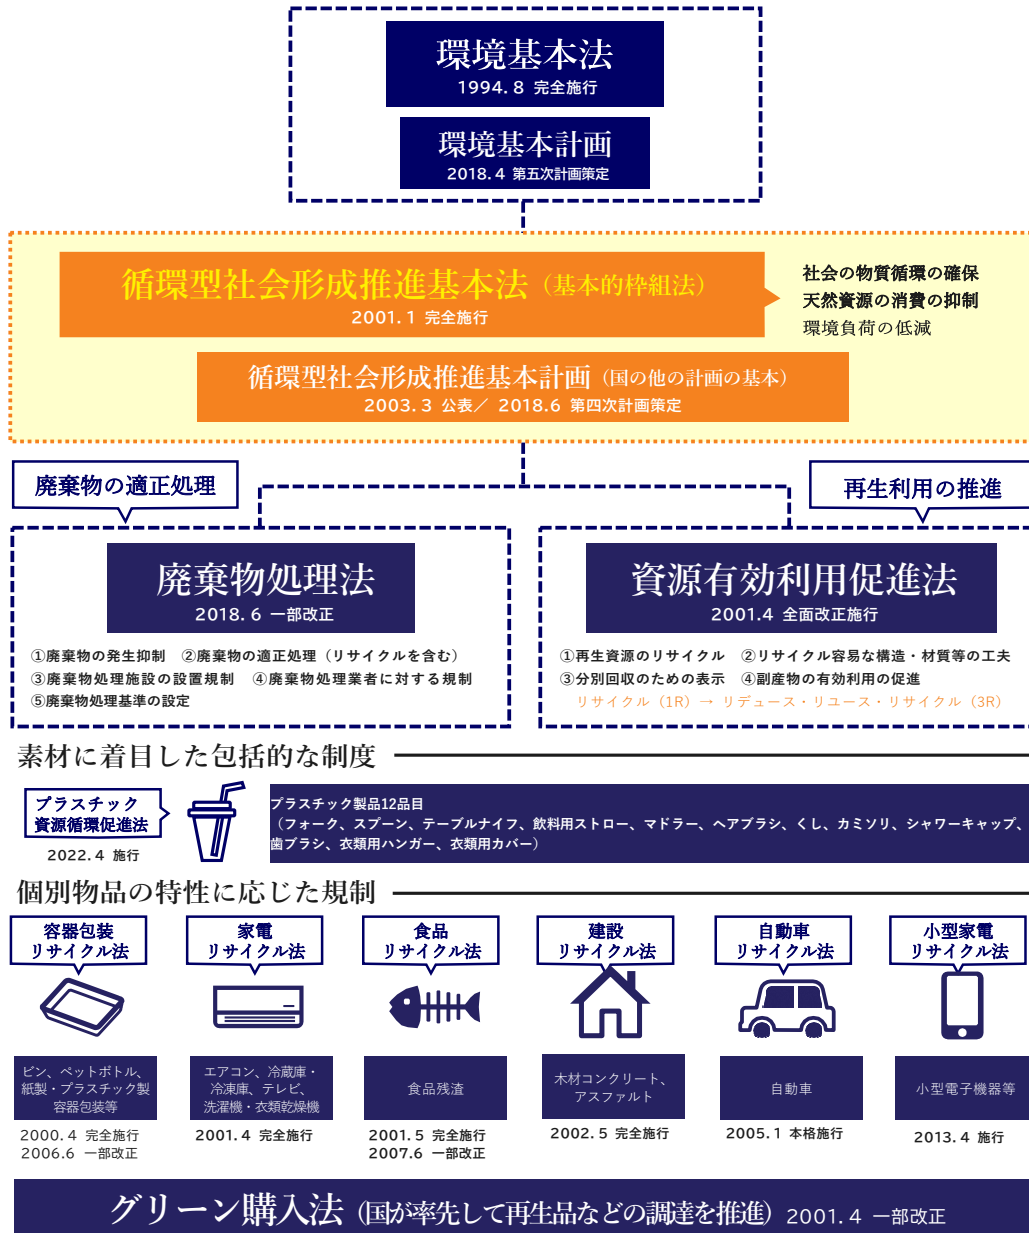 環境基本法
1994. 8 完全施行
環境基本計画
2018. 4 第五次計画策定
循環型社会形成推進基本法（基本的枠組法）
2001. 1 完全施行
社会の物質循環の確保
天然資源の消費の抑制
環境負荷の低減
循環型社会形成推進基本計画（国の他の計画の基本）
2003. 3 公表／ 2018.6 第四次計画策定
廃棄物の適正処理
再生利用の推進
廃棄物処理法
2018. 6 一部改正
①廃棄物の発生抑制 ②廃棄物の適正処理（リサイクルを含む）
③廃棄物処理施設の設置規制 ④廃棄物処理業者に対する規制
⑤廃棄物処理基準の設定
資源有効利用促進法
2001.4 全面改正施行
①再生資源のリサイクル ②リサイクル容易な構造・材質等の工夫
③分別回収のための表示 ④副産物の有効利用の促進
リサイクル（1R）→ リデュース・リユース・リサイクル（3R）
素材に着目した包括的な制度
プラスチック
資源循環促進法
2022. 4 施行
プラスチック製品12品目
（フォーク、スプーン、テーブルナイフ、飲料用ストロー、マドラー、ヘアブラシ、くし、カミソリ、シャワーキャップ、
歯ブラシ、衣類用ハンガー、衣類用カバー）
個別物品の特性に応じた規制
容器包装
リサイクル法
ビン、ペットボトル、
紙製・プラスチック製
容器包装等
2000. 4 完全施行
2006.6 一部改正
家電
リサイクル法
エアコン、冷蔵庫・
冷凍庫、テレビ、
洗濯機・衣類乾燥機
2001. 4 完全施行
食品
リサイクル法
食品残渣
2001. 5 完全施行
2007.6 一部改正
建設
リサイクル法
木材コンクリート、
アスファルト
2002. 5 完全施行
自動車
リサイクル法
自動車
2005. 1 本格施行
小型家電
リサイクル法
小型電子機器等
2013. 4 施行
グリーン購入法（国が率先して再生品などの調達を推進）2001. 4 一部改正